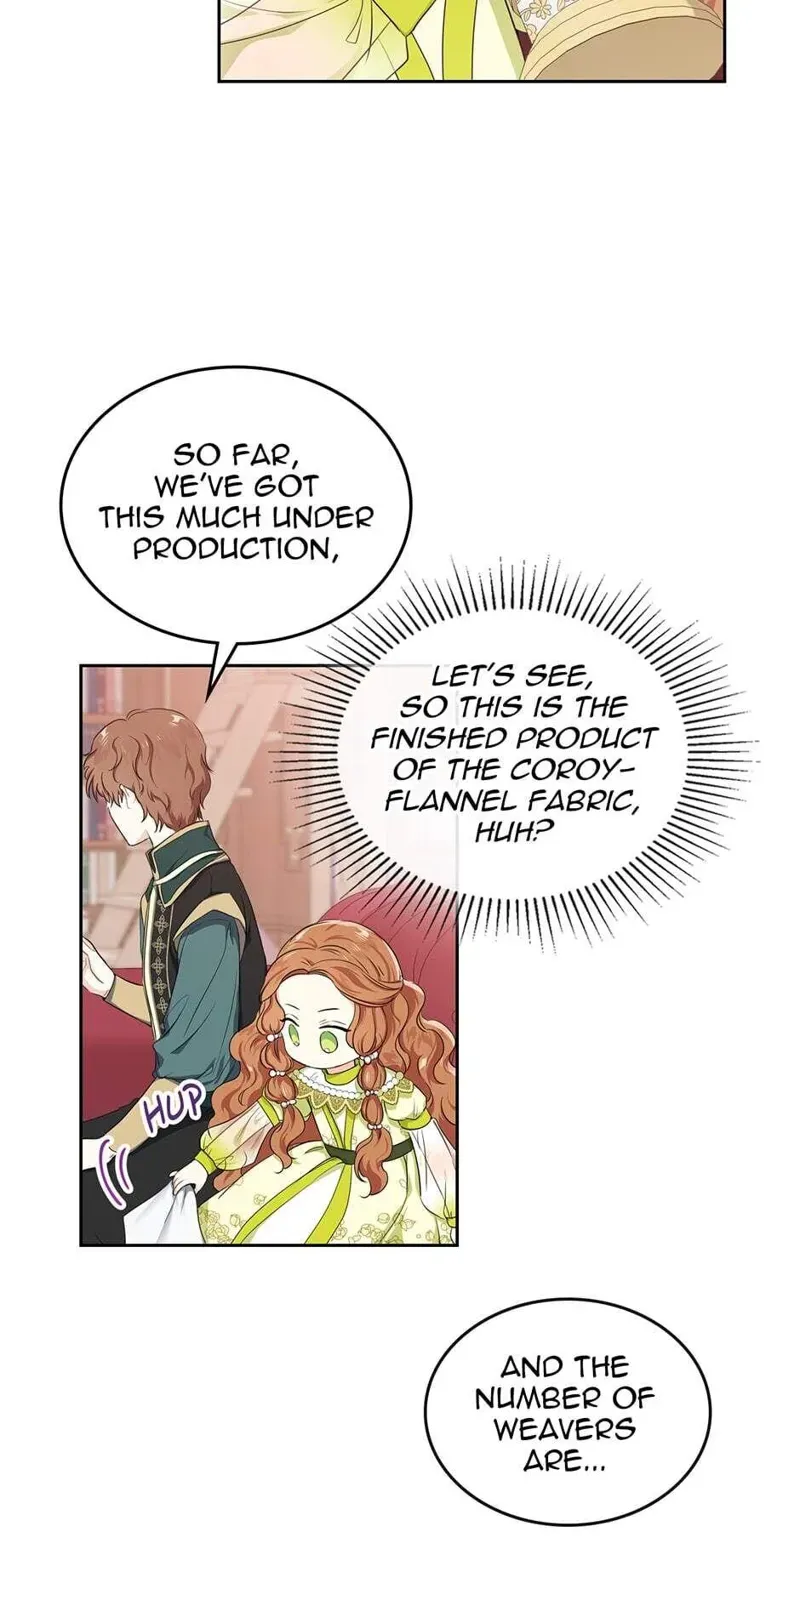 SO FAR,
WE'VE GOT
THIS MUCH UNDER
PRODUCTION,
LET'S SEE,
SO THIS IS THE
FINISHED PRODUCT
OF THE COROY-
FLANNEL FABRIC,
HUH?
HUP
AND THE
NUMBER OF
WEAVERS
ARE...